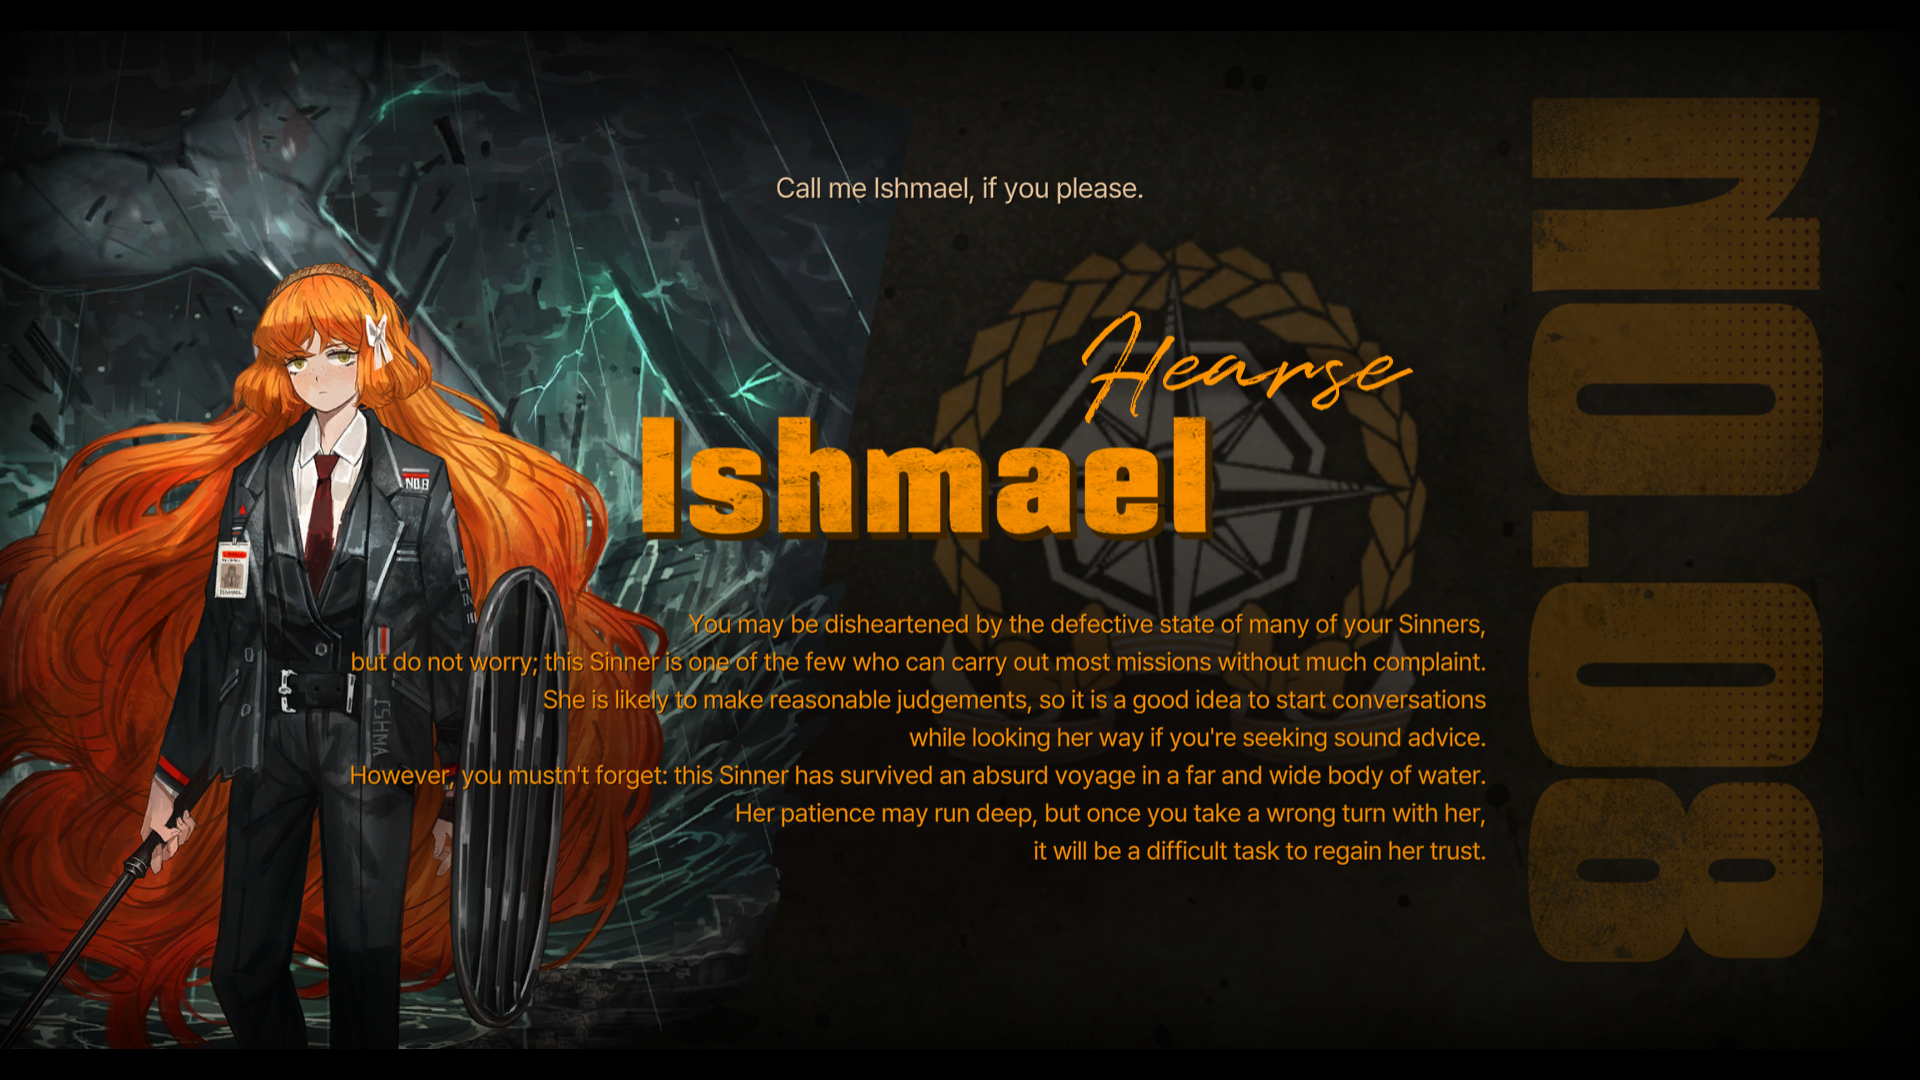 Call me Ishmael, if you please.
Hearse
Ishmael
You may be disheartened by the defective state of many of your Sinners,
but do not worry; this Sinner is one of the few who can carry out most missions without much complaint.
She is likely to make reasonable judgements, so it is a good idea to start conversations
while looking her way if you're seeking sound advice.
However, you mustn't forget: this Sinner has survived an absurd voyage in a far and wide body of water.
Her patience may run deep, but once you take a wrong turn with her,
it will be a difficult task to regain her trust.
NO.08
NO.8
ISHMAEL
ISHMA